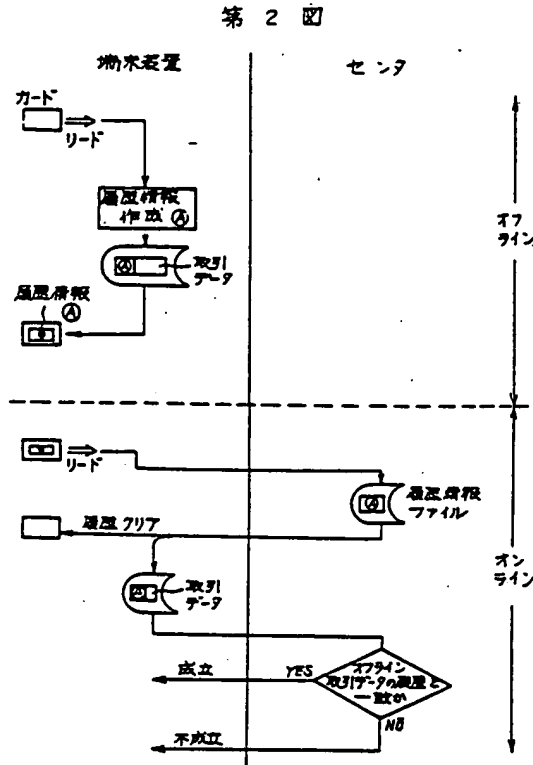 第 2 図
端末装置
センタ
カード
リード
履歴情報
作成 Ⓐ
Ⓐ
取引
データ
履歴情報
Ⓐ
オフ
ライン
リード
Ⓐ
履歴情報
ファイル
履歴クリア
Ⓐ
取引
データ
オン
ライン
オフライン
取引データの履歴と
一致か
YES
成立
NO
不成立